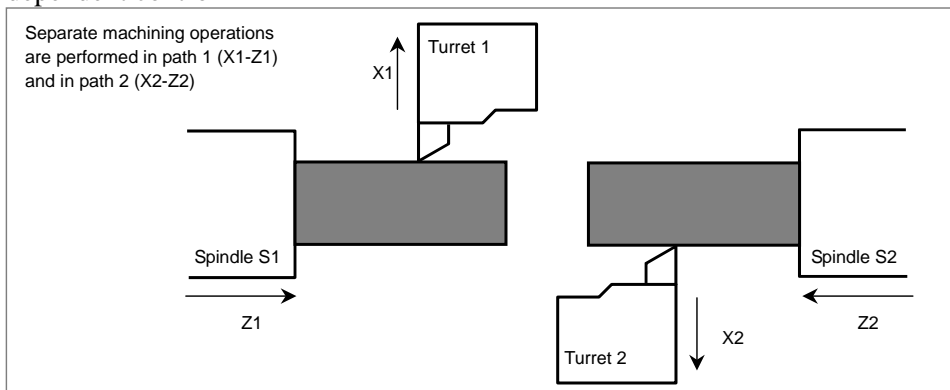 Separate machining operations
are performed in path 1 (X1-Z1)
and in path 2 (X2-Z2)
Turret 1
X1
Spindle S1
Spindle S2
Z1
Z2
X2
Turret 2